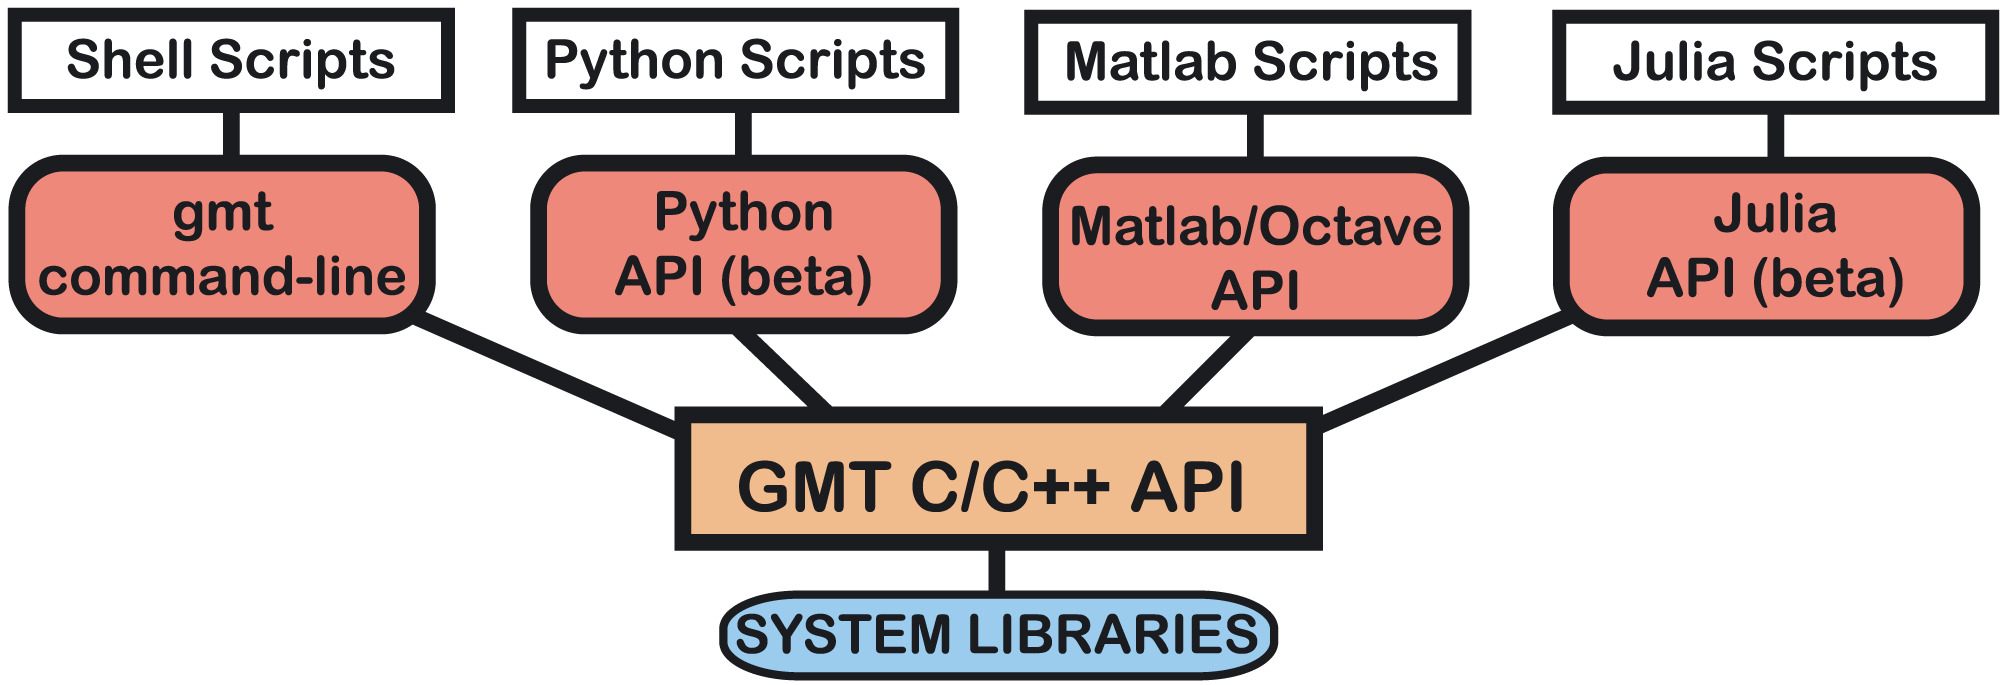 Shell Scripts
Python Scripts
Matlab Scripts
Julia Scripts
gmt
command-line
Python
API (beta)
Matlab/Octave
API
Julia
API (beta)
GMT C/C++ API
SYSTEM LIBRARIES